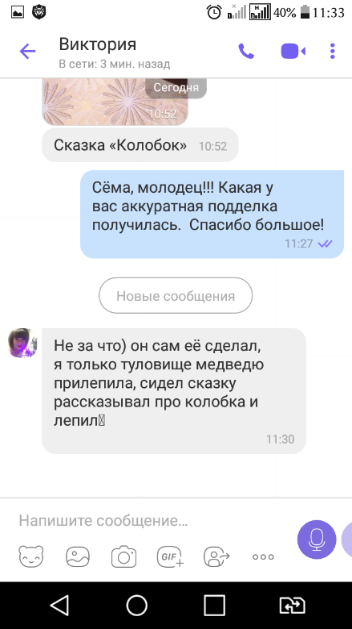 40% 11:33
Виктория
В сети: 3 мин. назад
Сегодня
10:52
Сказка «Колобок» 10:52
Сёма, молодец!!! Какая у
вас аккуратная подделка
получилась. Спасибо большое!
11:27
Новые сообщения
Не за что) он сам её сделал,
я только туловище медведю
прилепила, сидел сказку
рассказывал про колобка и
лепил
11:30
Напишите сообщение...
GIF